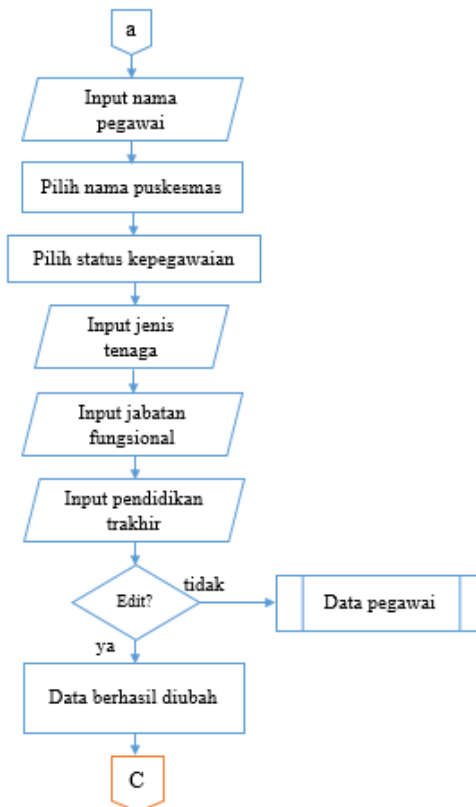 a
Input nama
pegawai
Pilih nama puskesmas
Pilih status kepegawaian
Input jenis
tenaga
Input jabatan
fungsional
Input pendidikan
trakhir
Edit?
tidak
Data pegawai
ya
Data berhasil diubah
C